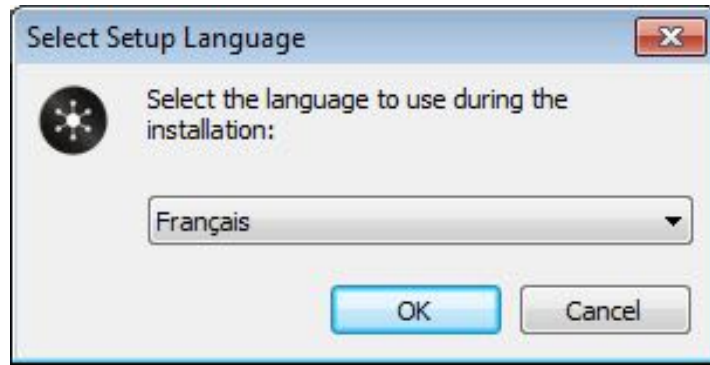 Select Setup Language
Select the language to use during the
installation:
Français
OK
Cancel